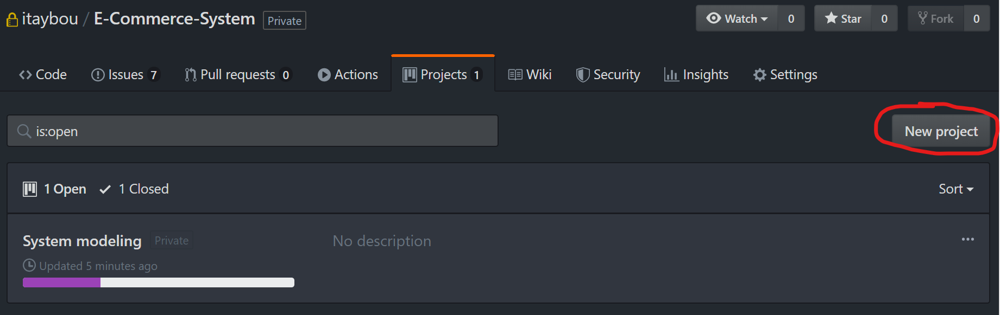 itaybou / E-Commerce-System Private Watch 0 Star 0 Fork 0
Code Issues 7 Pull requests 0 Actions Projects 1 Wiki Security Insights Settings
is:open New project
1 Open 1 Closed Sort
System modeling Private No description ...
Updated 5 minutes ago